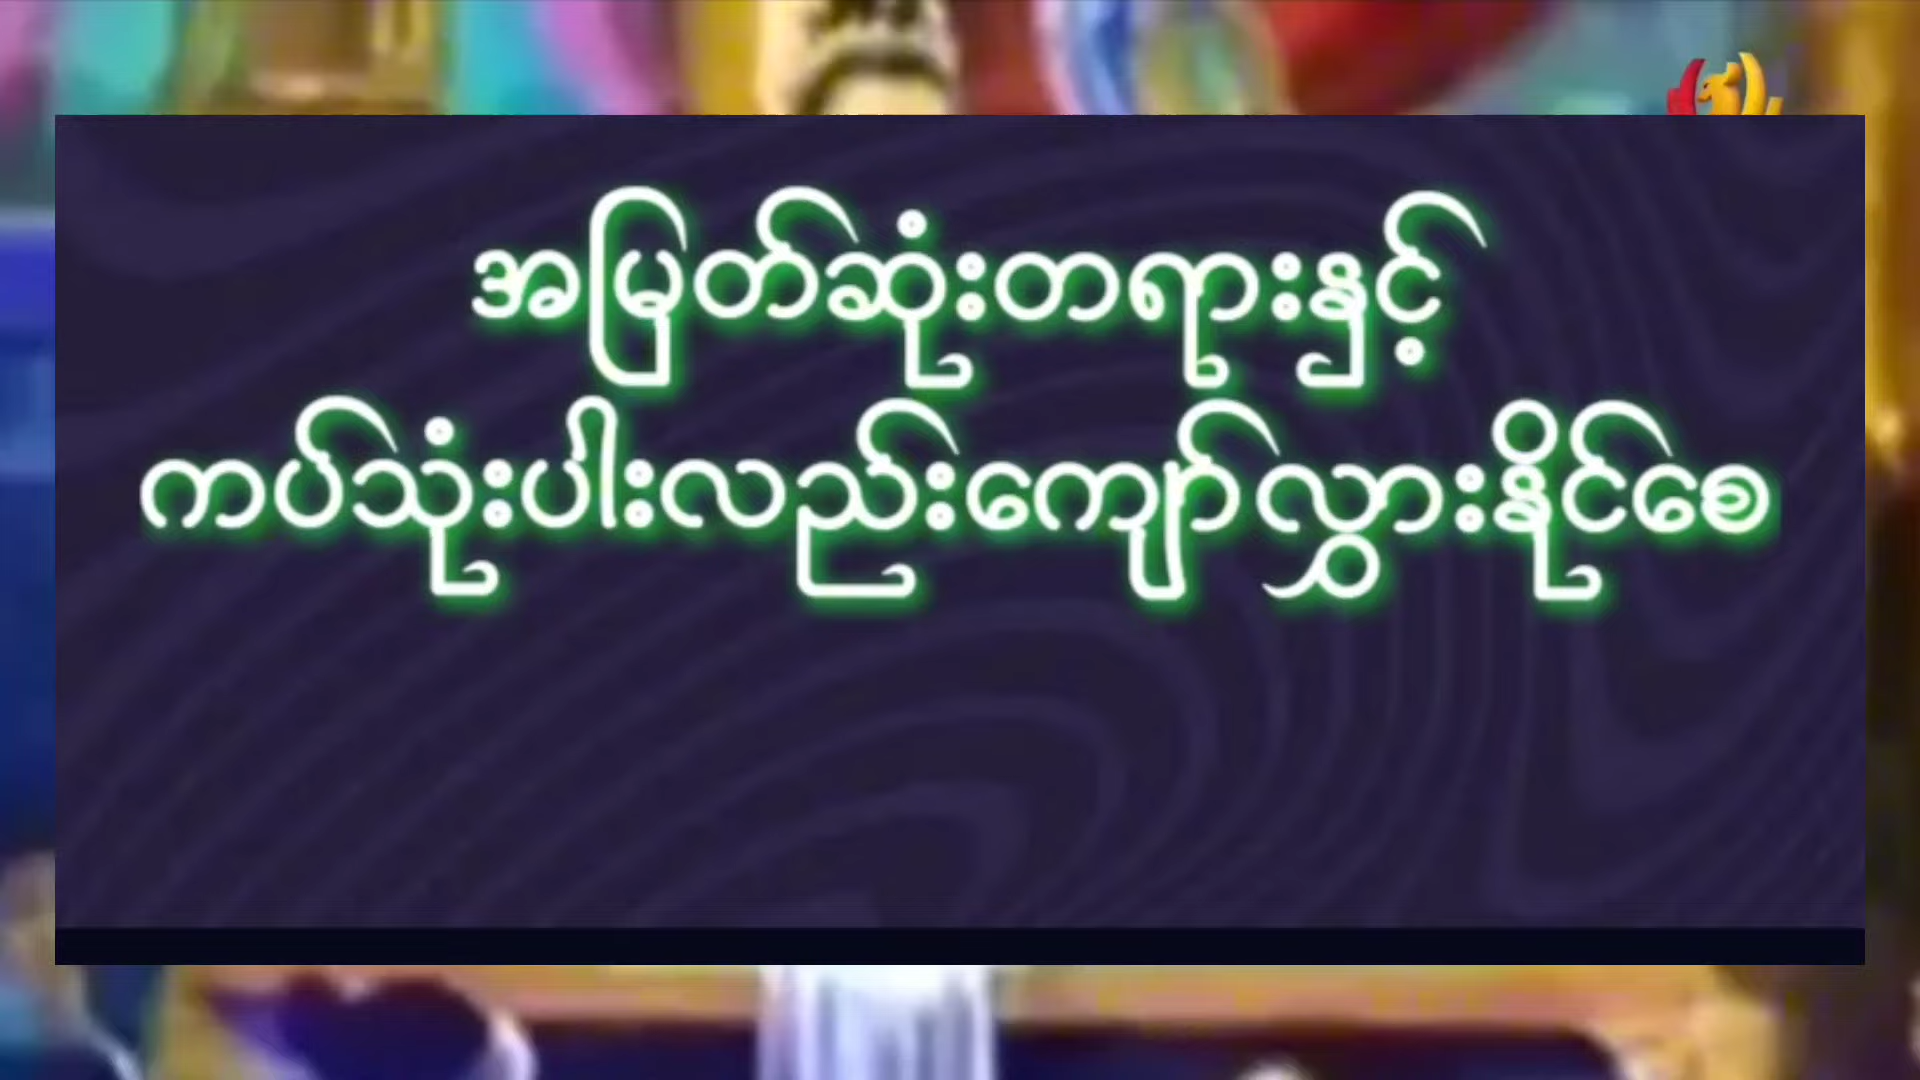 အမြတ်ဆုံးတရားနှင့်
ကပ်သုံးပါးလည်းကျော်လွှားနိုင်စေ